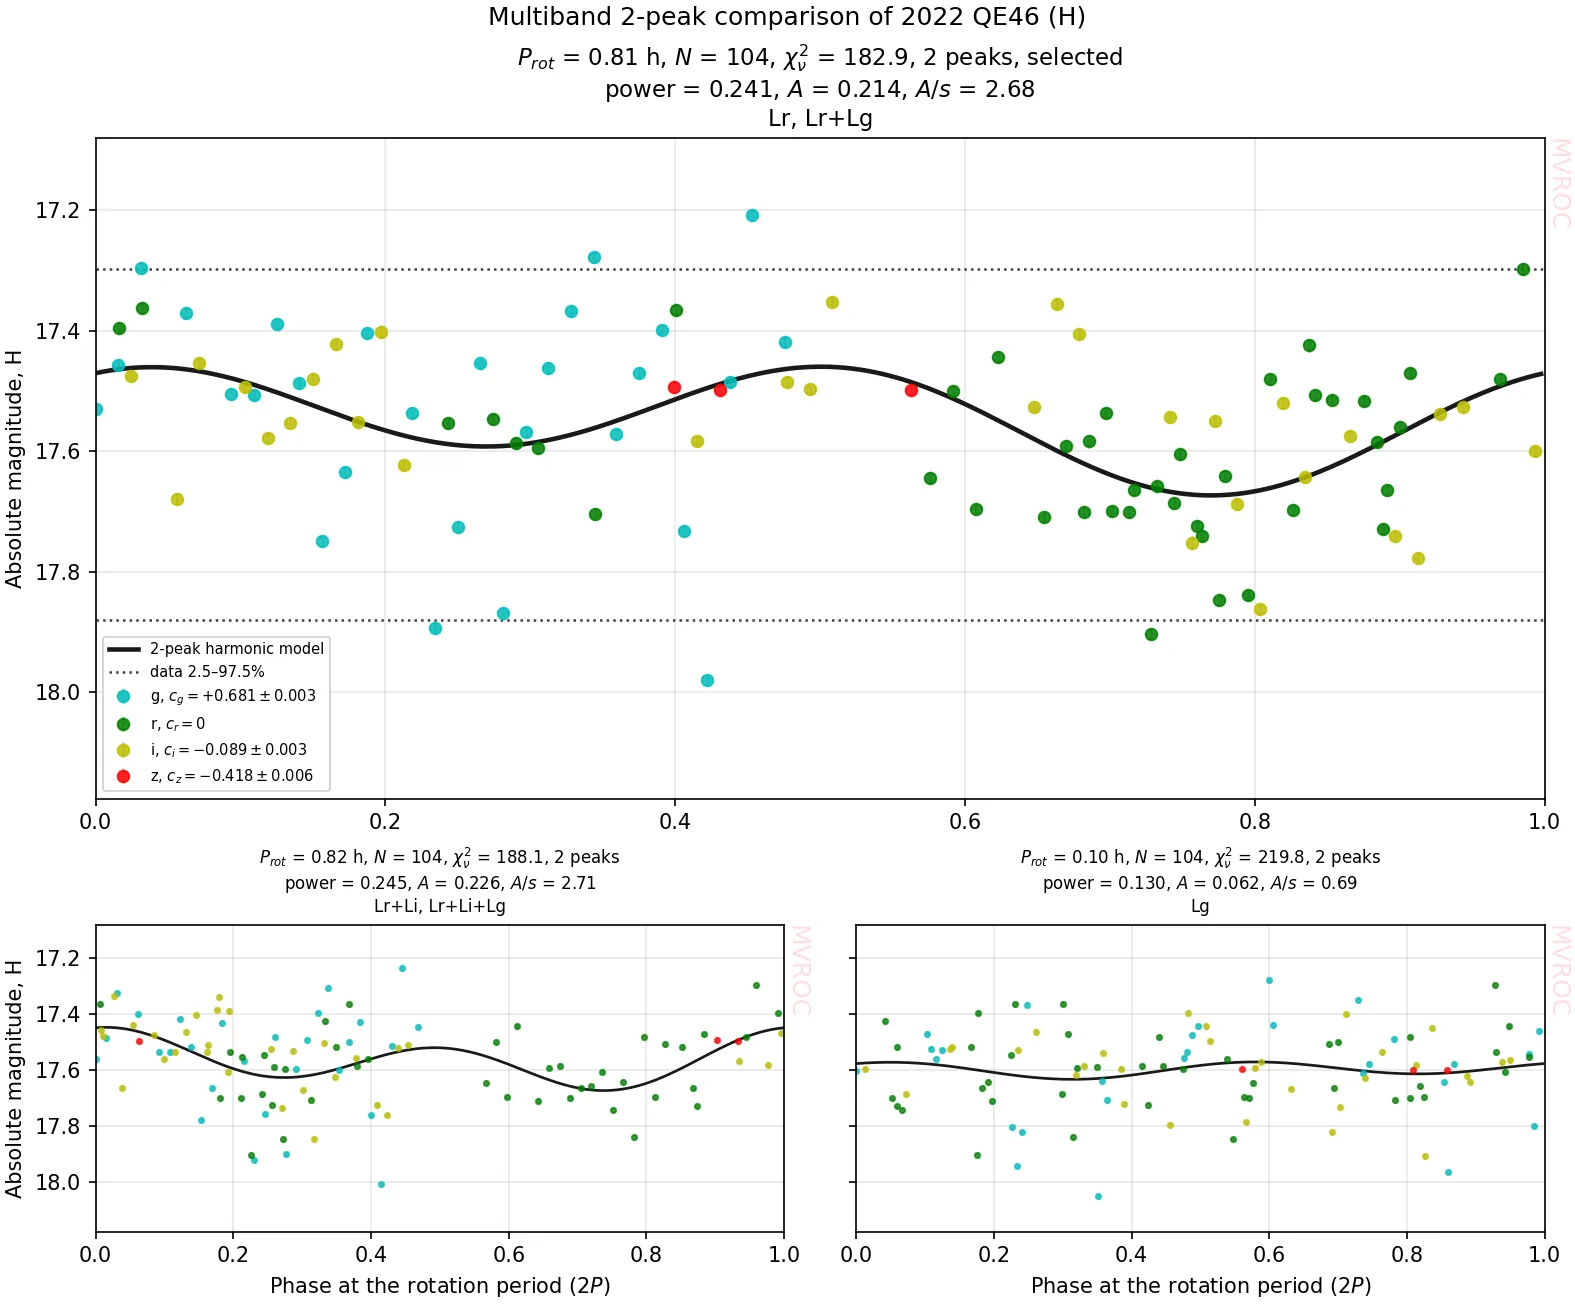 Multiband 2-peak comparison of 2022 QE46 (H)
P_rot = 0.81 h, N = 104, χ²_ν = 182.9, 2 peaks, selected
power = 0.241, A = 0.214, A/s = 2.68
Lr, Lr+Lg
MVROC
Absolute magnitude, H
17.2
17.4
17.6
17.8
18.0
2-peak harmonic model
data 2.5–97.5%
g, c_g = +0.681 ± 0.003
r, c_r = 0
i, c_i = −0.089 ± 0.003
z, c_z = −0.418 ± 0.006
0.0 0.2 0.4 0.6 0.8 1.0
P_rot = 0.82 h, N = 104, χ²_ν = 188.1, 2 peaks
power = 0.245, A = 0.226, A/s = 2.71
Lr+Li, Lr+Li+Lg
MVROC
Absolute magnitude, H
17.2
17.4
17.6
17.8
18.0
0.0 0.2 0.4 0.6 0.8 1.0
Phase at the rotation period (2P)
P_rot = 0.10 h, N = 104, χ²_ν = 219.8, 2 peaks
power = 0.130, A = 0.062, A/s = 0.69
Lg
MVROC
0.0 0.2 0.4 0.6 0.8 1.0
Phase at the rotation period (2P)